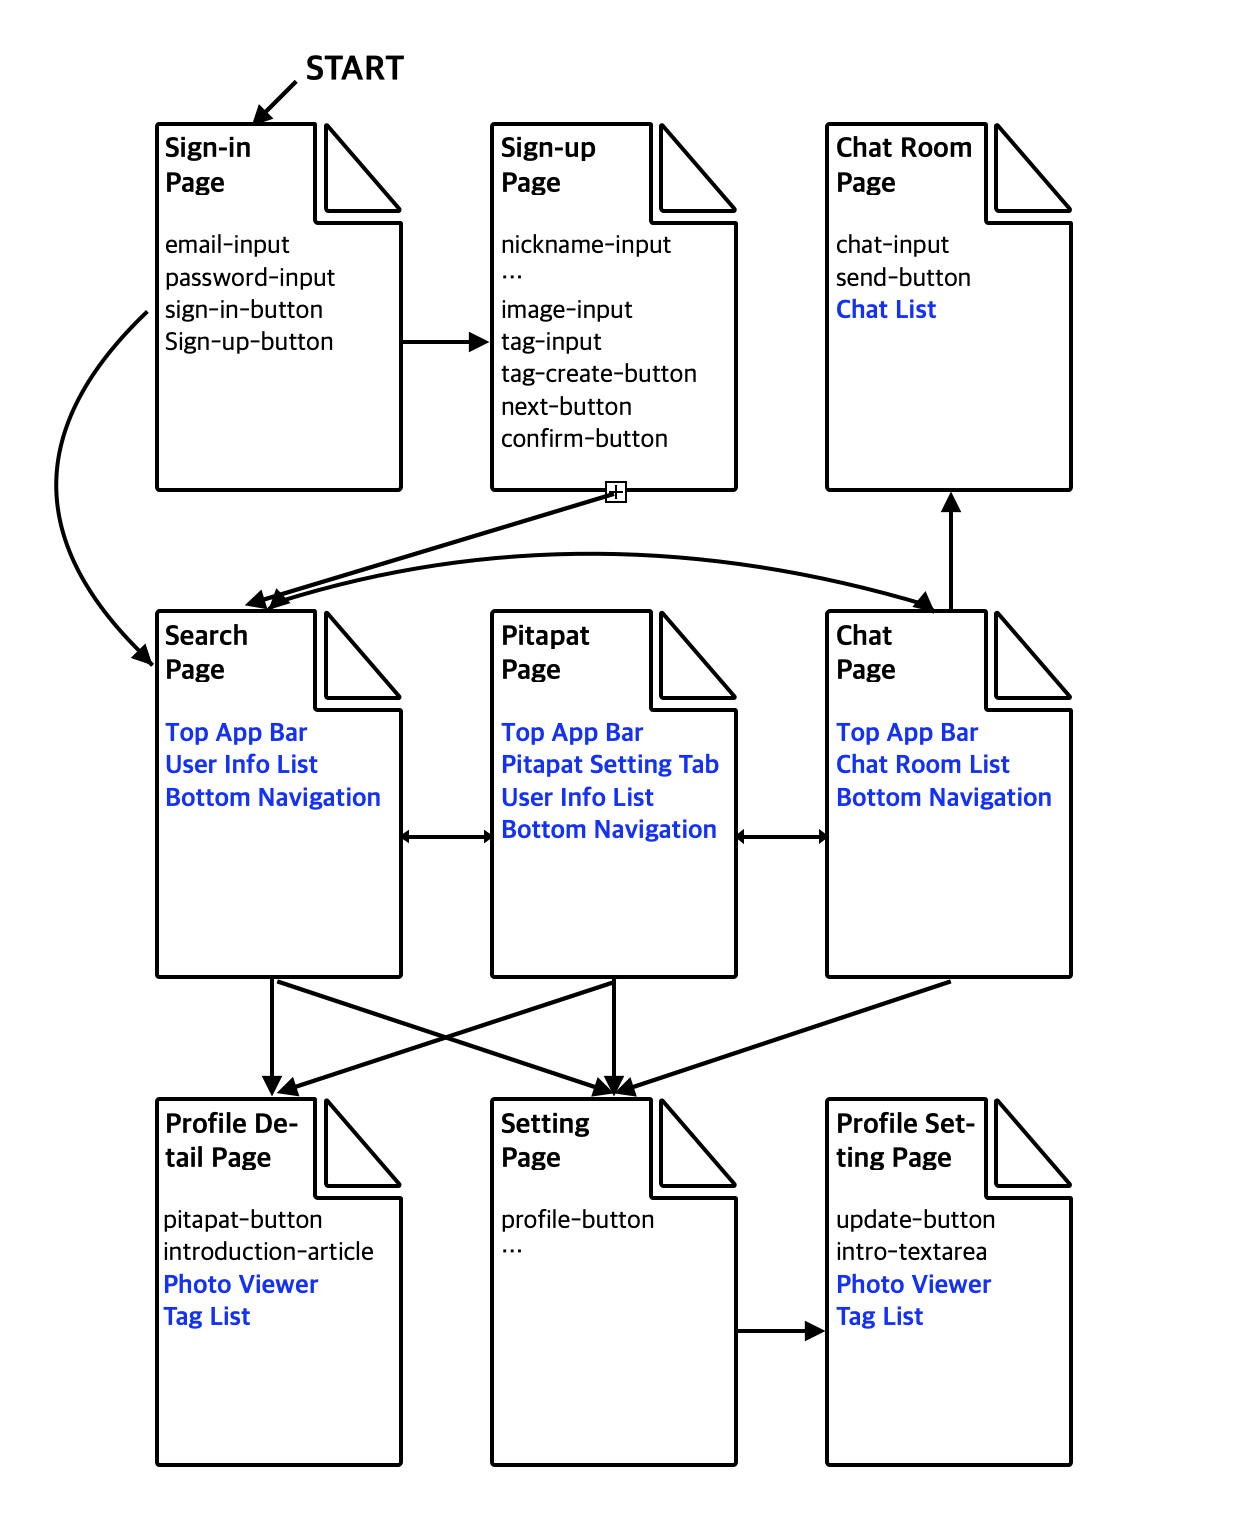 START
Sign-in
Page
email-input
password-input
sign-in-button
Sign-up-button
Sign-up
Page
nickname-input
...
image-input
tag-input
tag-create-button
next-button
confirm-button
Chat Room
Page
chat-input
send-button
Chat List
Search
Page
Top App Bar
User Info List
Bottom Navigation
Pitapat
Page
Top App Bar
Pitapat Setting Tab
User Info List
Bottom Navigation
Chat
Page
Top App Bar
Chat Room List
Bottom Navigation
Profile De-
tail Page
pitapat-button
introduction-article
Photo Viewer
Tag List
Setting
Page
profile-button
...
Profile Set-
ting Page
update-button
intro-textarea
Photo Viewer
Tag List